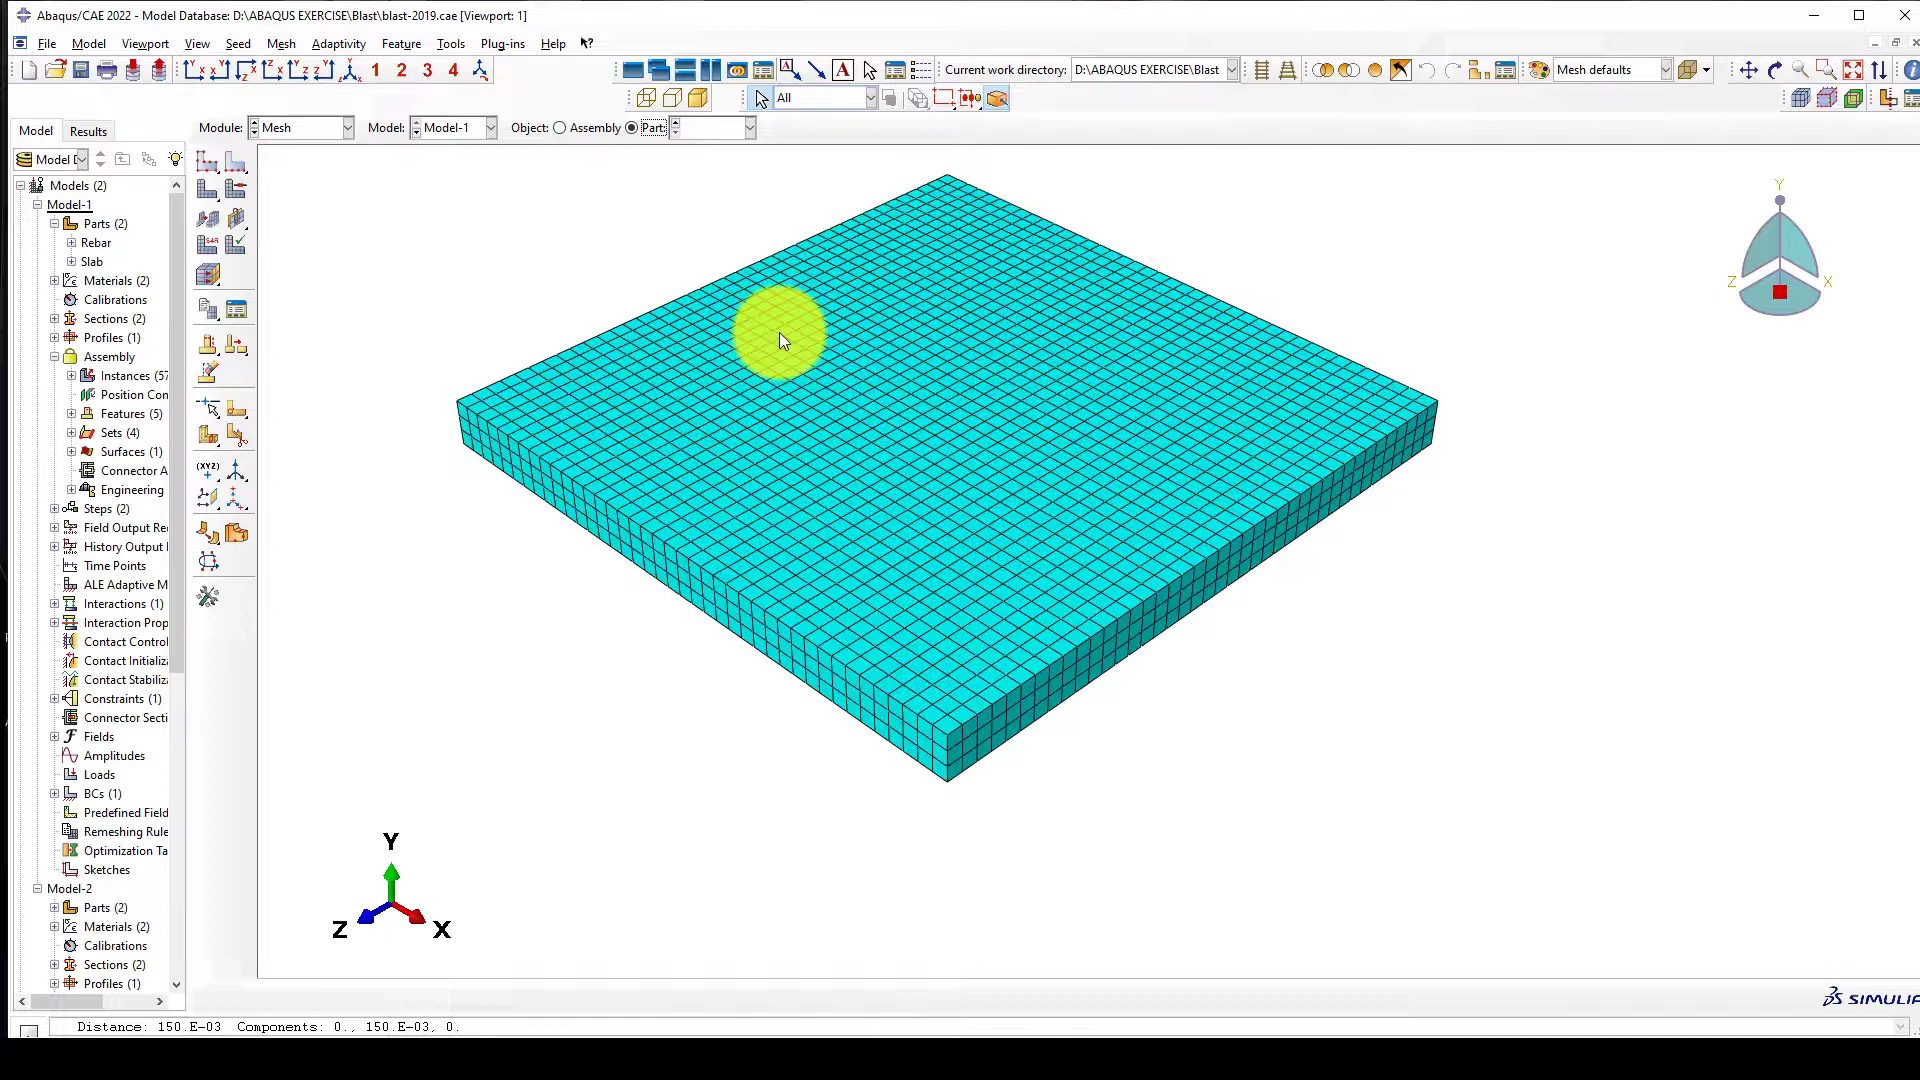 Abaqus/CAE 2022 - Model Database: D:\ABAQUS EXERCISE\Blast\blast-2019.cae [Viewport: 1]
File Model Viewport View Seed Mesh Adaptivity Feature Tools Plug-ins Help
1 2 3 4 A Current work directory: D:\ABAQUS EXERCISE\Blast Mesh defaults
All
Model Results Module: Mesh Model: Model-1 Object: Assembly Part:
Model D
Models (2)
Model-1
Parts (2)
Rebar
Slab
Materials (2)
Calibrations
Sections (2)
Profiles (1)
Assembly
Instances (57
Position Con
Features (5)
Sets (4)
Surfaces (1)
Connector A
Engineering
Steps (2)
Field Output Re
History Output
Time Points
ALE Adaptive M
Interactions (1)
Interaction Prop
Contact Control
Contact Initializ
Contact Stabiliz
Constraints (1)
Connector Secti
Fields
Amplitudes
Loads
BCs (1)
Predefined Field
Remeshing Rule
Optimization Ta
Sketches
Model-2
Parts (2)
Materials (2)
Calibrations
Sections (2)
Profiles (1)
S4R
(XYZ)
Y
Z X
Y
Z X
SIMULI
Distance: 150.E-03 Components: 0., 150.E-03, 0.